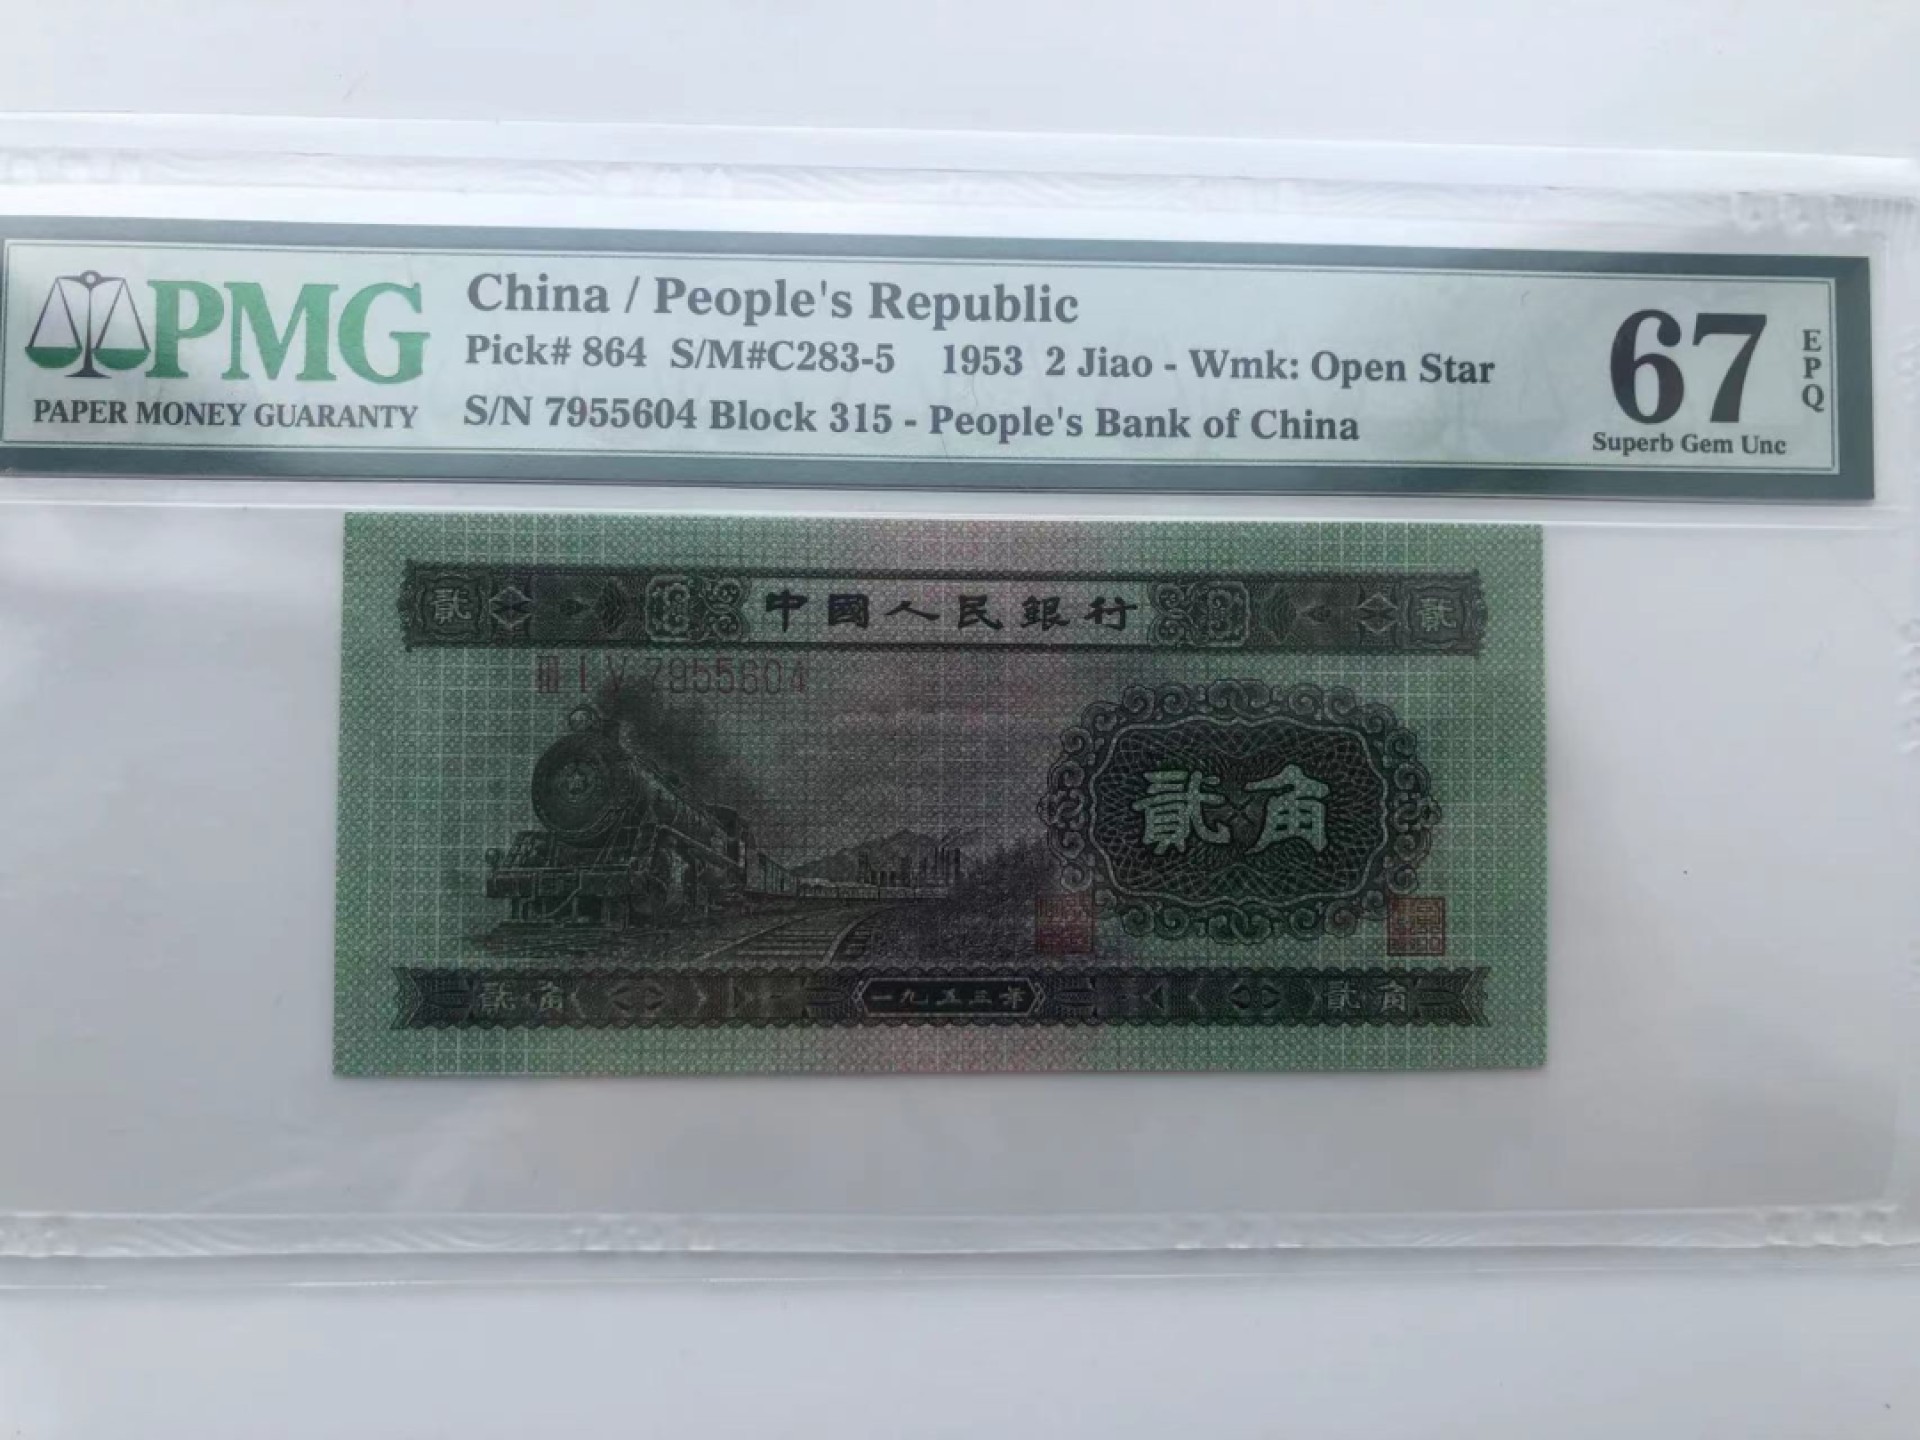 PMG
PAPER MONEY GUARANTY
China / People's Republic
Pick# 864 S/M#C283-5 1953 2 Jiao - Wmk: Open Star
S/N 7955604 Block 315 - People's Bank of China
67
EPQ
Superb Gem Unc
貳 中國人民銀行 貳
III I V 7955604
貳角
貳角 一九五三年 貳角